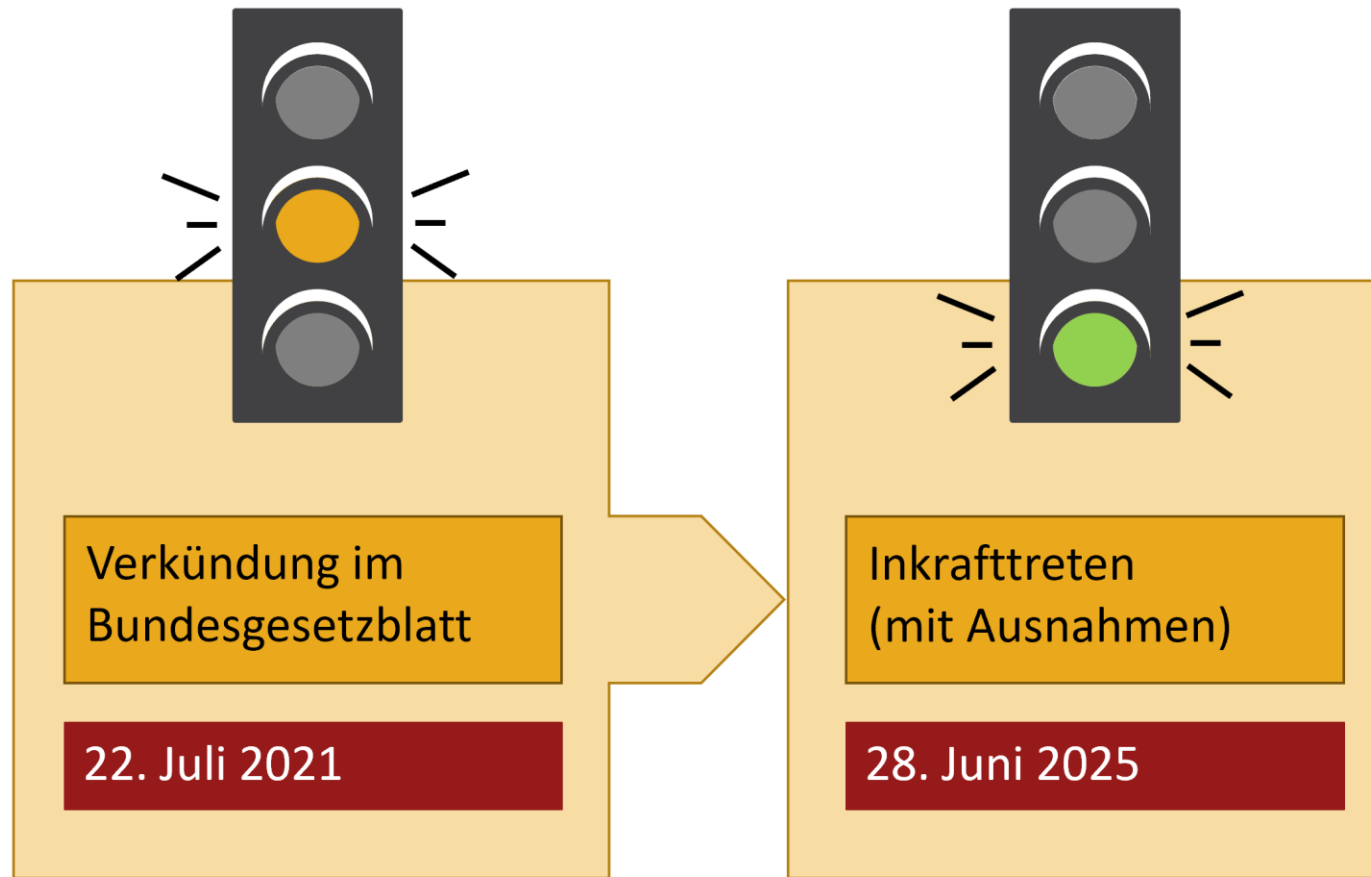 Verkündung im
Bundesgesetzblatt
22. Juli 2021
Inkrafttreten
(mit Ausnahmen)
28. Juni 2025